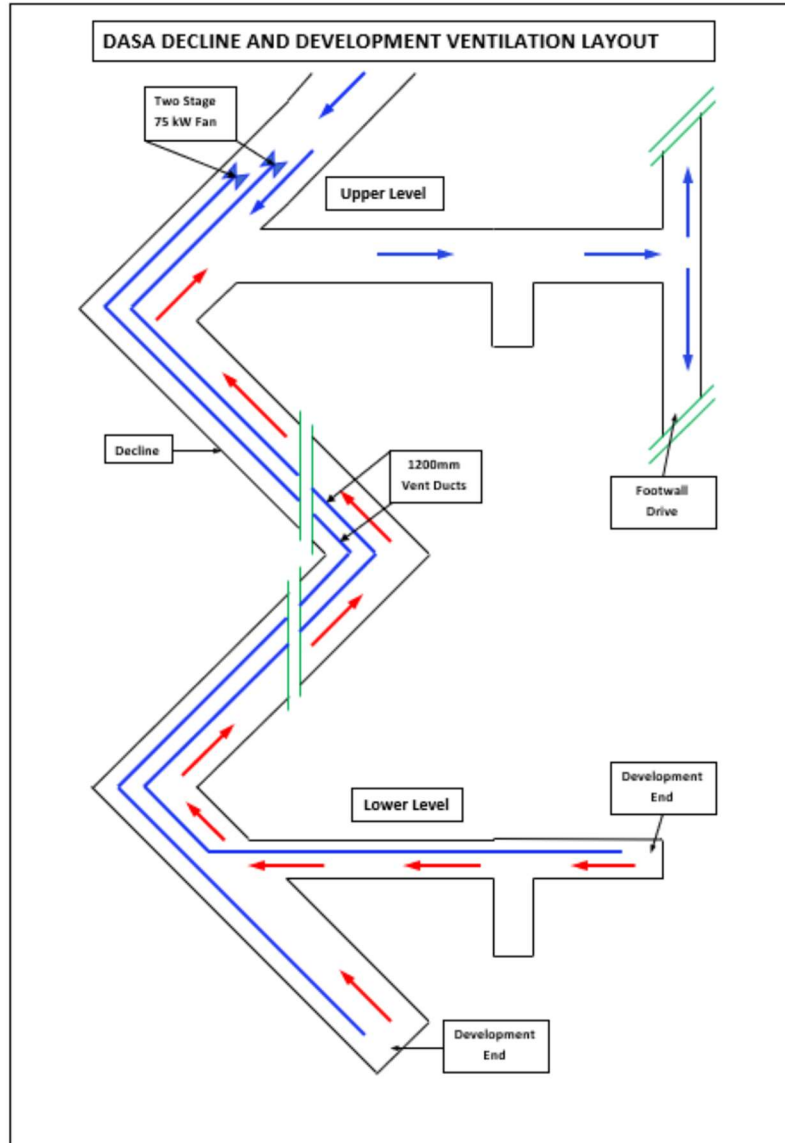 DASA DECLINE AND DEVELOPMENT VENTILATION LAYOUT
Two Stage
75 kW Fan
Upper Level
Decline
1200mm
Vent Ducts
Footwall
Drive
Lower Level
Development
End
Development
End